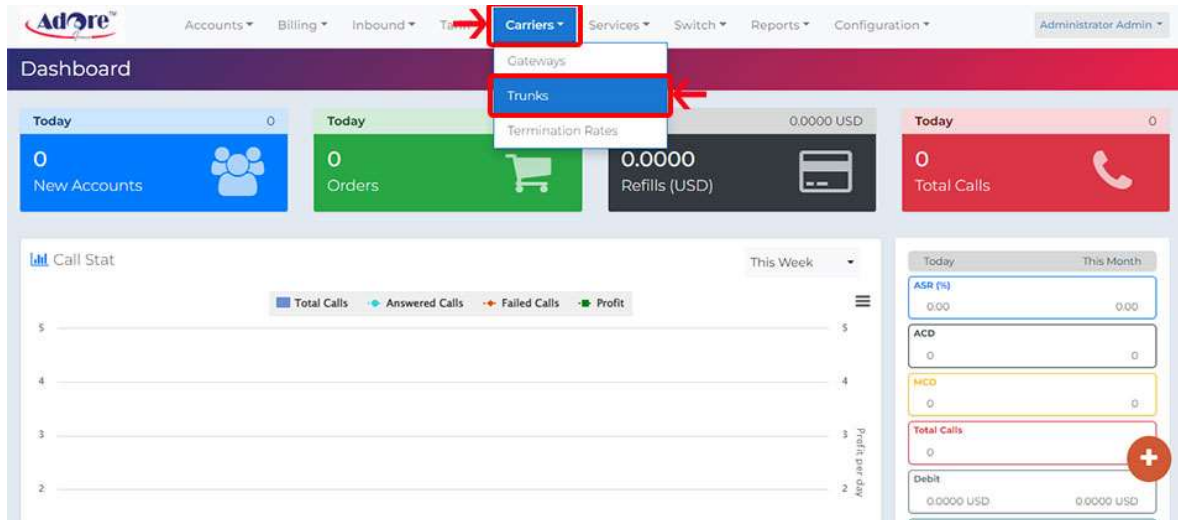 Adore™
Accounts Billing Inbound Carriers Services Switch Reports Configuration Administrator Admin
Gateways
Trunks
Termination Rates
Dashboard
Today 0
0
New Accounts
Today
0
Orders
0.0000 USD
0.0000
Refills (USD)
Today 0
0
Total Calls
Call Stat
This Week
Total Calls Answered Calls Failed Calls Profit
5 5
4 4
3 3
2 2
Profit per day
Today This Month
ASR (%)
0.00 0.00
ACD
0 0
MCD
0 0
Total Calls
0
Debit
0.0000 USD 0.0000 USD